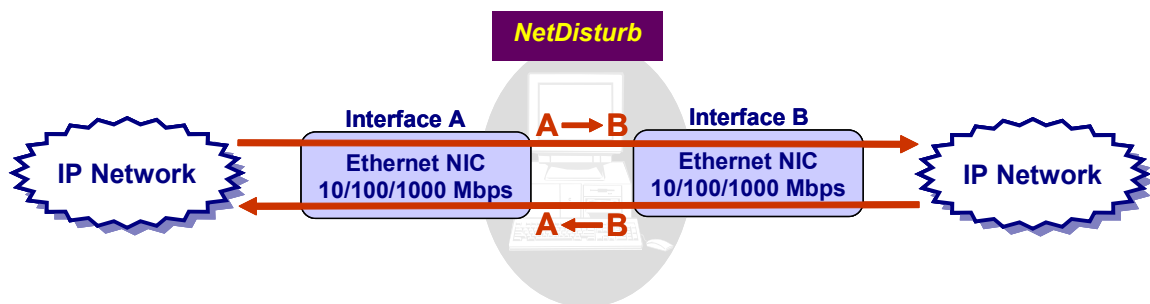 NetDisturb
Interface A
A B
Interface B
IP Network
Ethernet NIC
10/100/1000 Mbps
Ethernet NIC
10/100/1000 Mbps
IP Network
A B